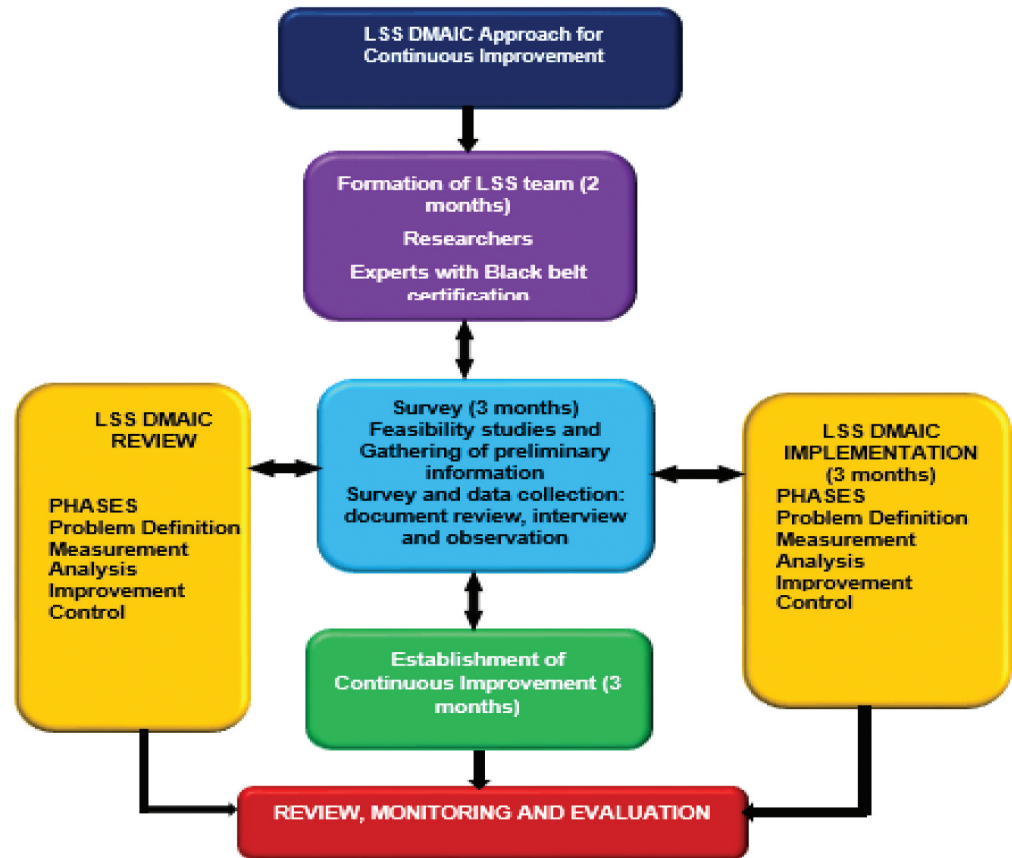 LSS DMAIC Approach for
Continuous Improvement
Formation of LSS team (2
months)
Researchers
Experts with Black belt
certification
LSS DMAIC
REVIEW
PHASES
Problem Definition
Measurement
Analysis
Improvement
Control
Survey (3 months)
Feasibility studies and
Gathering of preliminary
information
Survey and data collection:
document review, interview
and observation
LSS DMAIC
IMPLEMENTATION
(3 months)
PHASES
Problem Definition
Measurement
Analysis
Improvement
Control
Establishment of
Continuous Improvement (3
months)
REVIEW, MONITORING AND EVALUATION